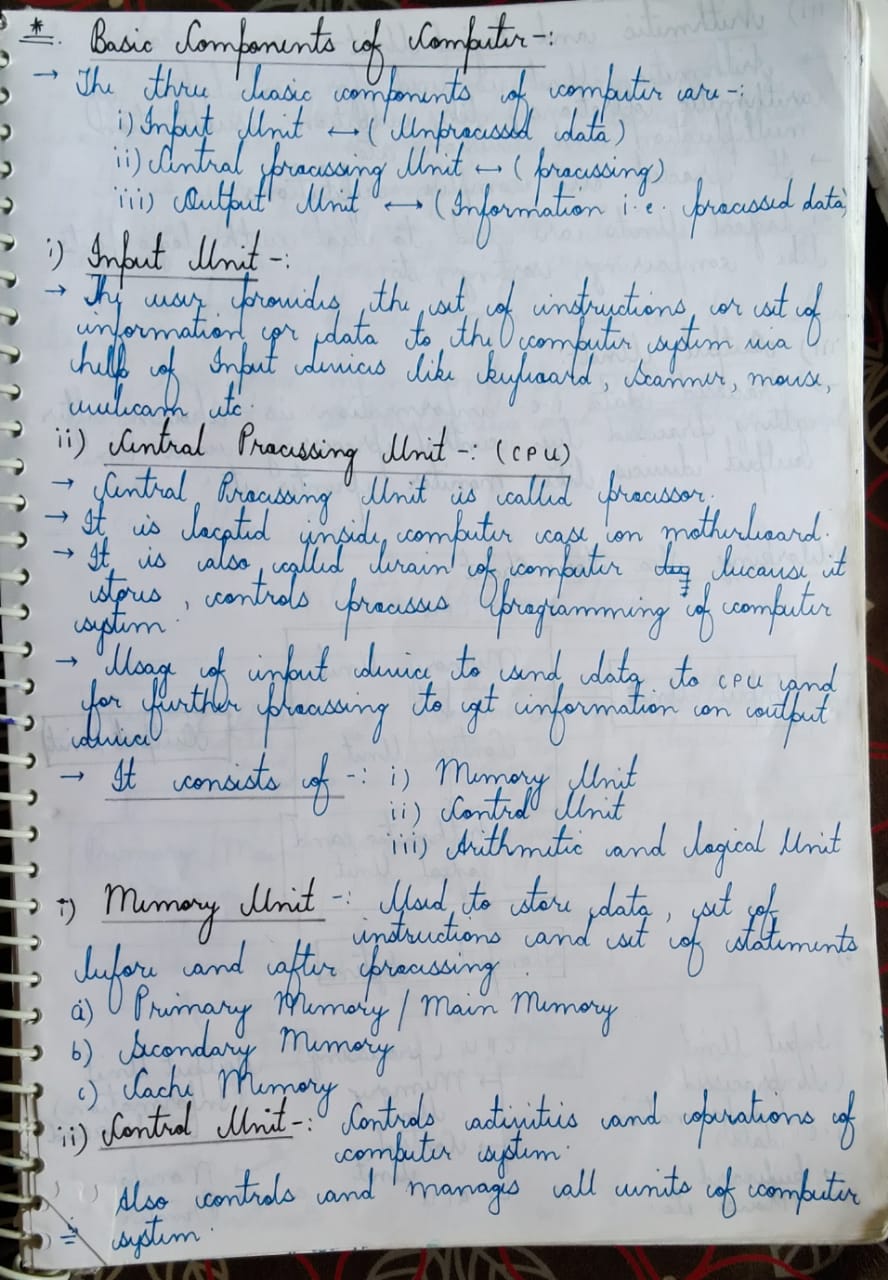 * Basic Components of Computer-:
→ The three basic components of computer are-:
i) Input Unit ↔ (Unprocessed data)
ii) Central processing Unit ↔ (processing)
iii) Output Unit ↔ (Information i.e. processed data)
i) Input Unit-:
→ The user provides the set of instructions or set of
information or data to the computer system via
help of Input devices like keyboard, Scanner, mouse,
webcam etc.
ii) Central Processing Unit-: (CPU)
→ Central Processing Unit is called processor.
→ It is located inside computer case on motherboard.
→ It is also called brain of computer because it
stores, controls processes programming of computer
system.
→ Usage of input device to send data to CPU and
for further processing to get information on output
device
→ It consists of -: i) Memory Unit
ii) Control Unit
iii) Arithmetic and Logical Unit
i) Memory Unit -: Used to store data, set of
instructions and set of statements
before and after processing.
a) Primary Memory / Main Memory
b) Secondary Memory
c) Cache Memory
ii) Control Unit-: Controls activities and operations of
computer system.
Also controls and manages all units of computer
system.